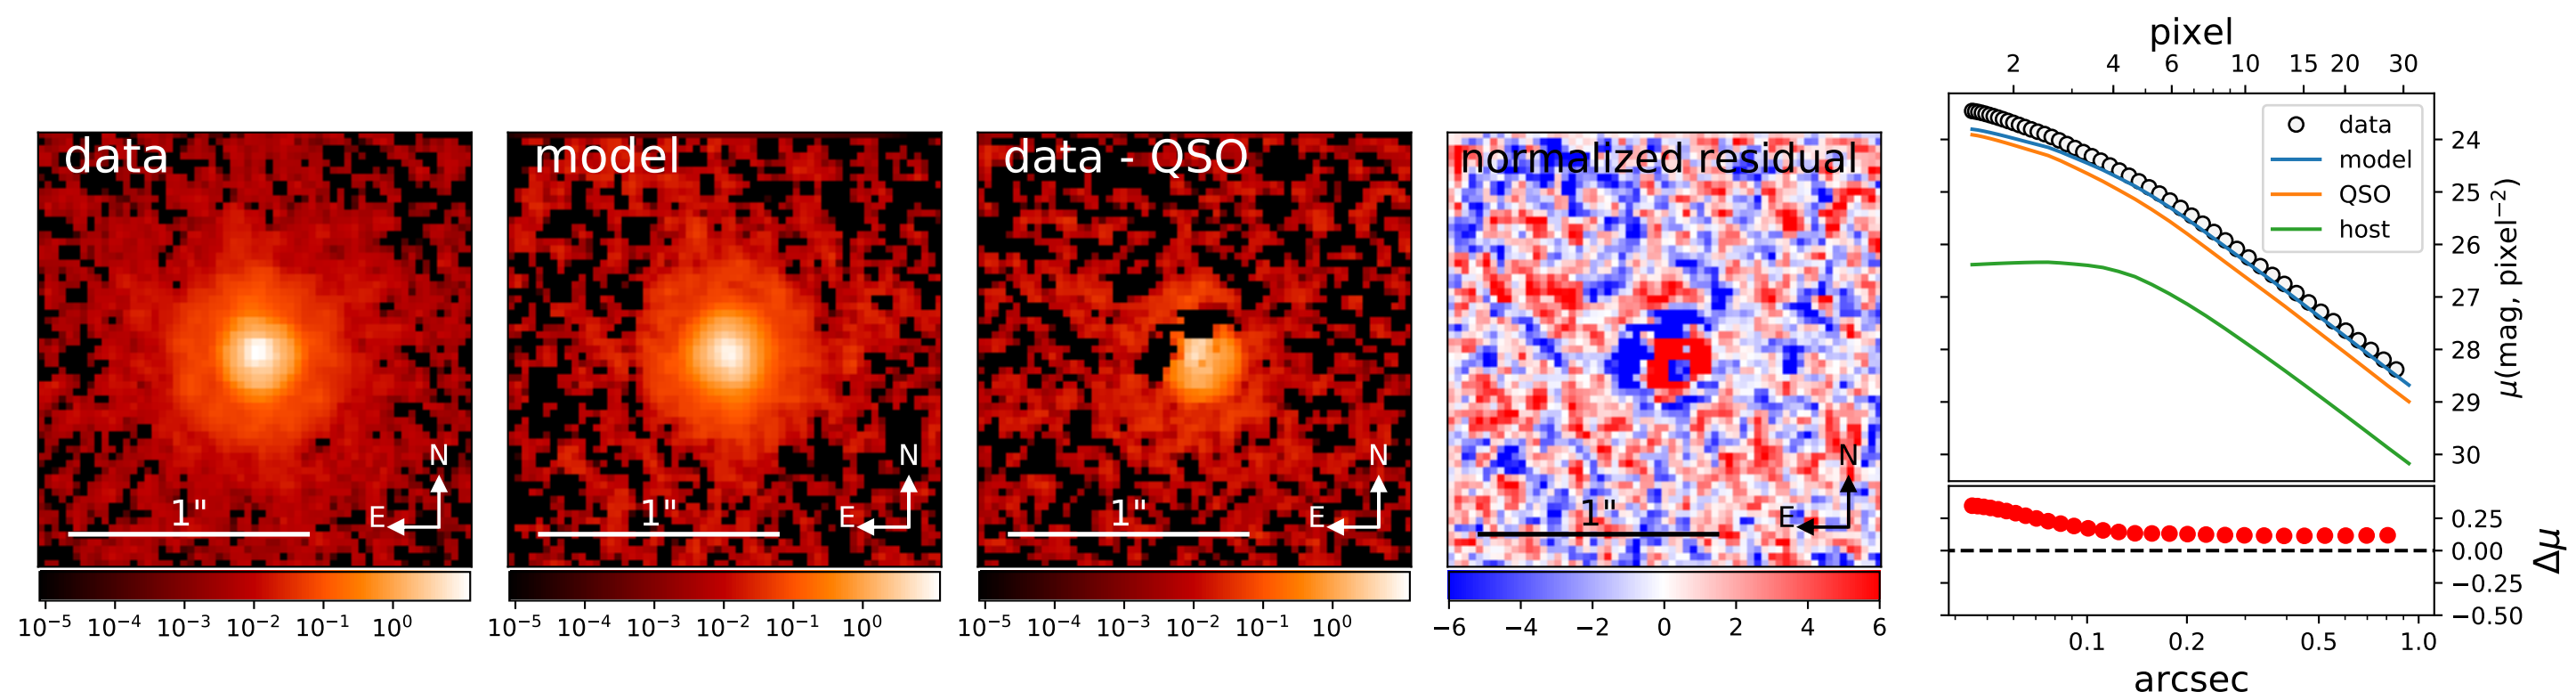 data
1"
N
E
10⁻⁵ 10⁻⁴ 10⁻³ 10⁻² 10⁻¹ 10⁰
model
1"
N
E
10⁻⁵ 10⁻⁴ 10⁻³ 10⁻² 10⁻¹ 10⁰
data - QSO
1"
N
E
10⁻⁵ 10⁻⁴ 10⁻³ 10⁻² 10⁻¹ 10⁰
normalized residual
1"
N
E
−6 −4 −2 0 2 4 6
pixel
2 4 6 10 15 20 30
data
model
QSO
host
24
25
26
27
28
29
30
μ(mag, pixel⁻²)
0.25
0.00
−0.25
−0.50
Δμ
0.1 0.2 0.5 1.0
arcsec